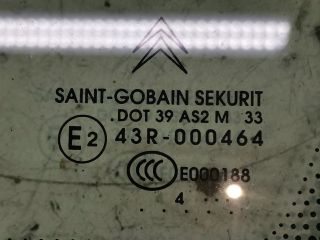 SAINT-GOBAIN SEKURIT
.DOT 39 AS2 M 33
E2 43R-000464
CCC E000188
4